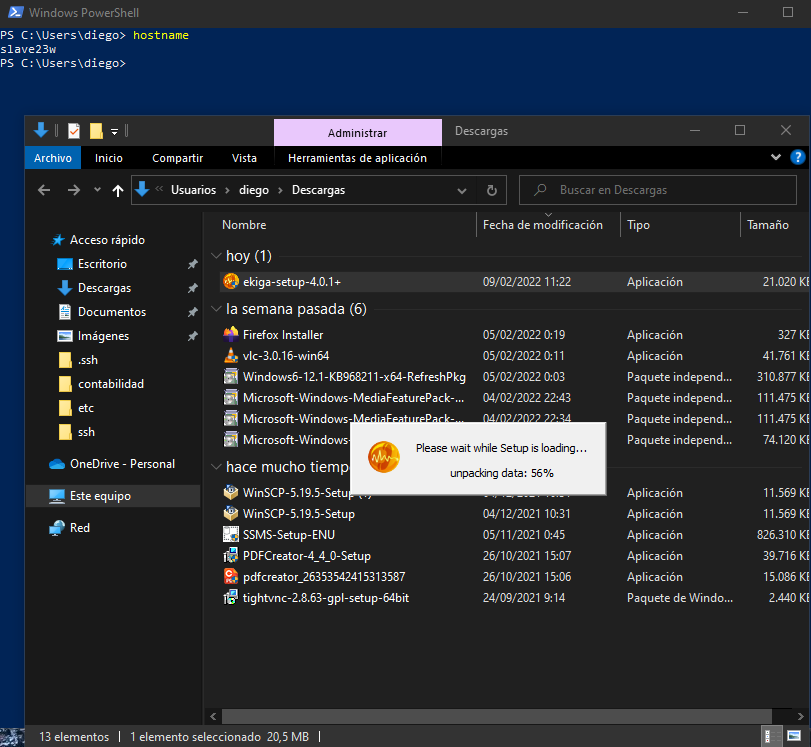 Windows PowerShell
PS C:\Users\diego> hostname
slave23w
PS C:\Users\diego>
Administrar Descargas
Archivo Inicio Compartir Vista Herramientas de aplicación
Usuarios > diego > Descargas Buscar en Descargas
Nombre Fecha de modificación Tipo Tamaño
Acceso rápido
Escritorio
Descargas
Documentos
Imágenes
.ssh
contabilidad
etc
ssh
OneDrive - Personal
Este equipo
Red
hoy (1)
ekiga-setup-4.0.1+ 09/02/2022 11:22 Aplicación 21.020 KB
la semana pasada (6)
Firefox Installer 05/02/2022 0:19 Aplicación 327 KB
vlc-3.0.16-win64 05/02/2022 0:11 Aplicación 41.761 KB
Windows6-12.1-KB968211-x64-RefreshPkg 05/02/2022 0:03 Paquete independ... 310.877 KB
Microsoft-Windows-MediaFeaturePack-... 04/02/2022 22:43 Paquete independ... 111.475 KB
Microsoft-Windows-MediaFeaturePack-... 04/02/2022 22:34 Paquete independ... 111.475 KB
Microsoft-Windows- Paquete independ... 74.120 KB
Please wait while Setup is loading...
unpacking data: 56%
hace mucho tiemp
WinSCP-5.19.5-Setup Aplicación 11.569 KB
WinSCP-5.19.5-Setup 04/12/2021 10:31 Aplicación 11.569 KB
SSMS-Setup-ENU 05/11/2021 0:45 Aplicación 826.310 KB
PDFCreator-4_4_0-Setup 26/10/2021 15:07 Aplicación 39.716 KB
pdfcreator_26353542415313587 26/10/2021 15:06 Aplicación 15.086 KB
tightvnc-2.8.63-gpl-setup-64bit 24/09/2021 9:14 Paquete de Windo... 2.440 KB
13 elementos | 1 elemento seleccionado 20,5 MB |